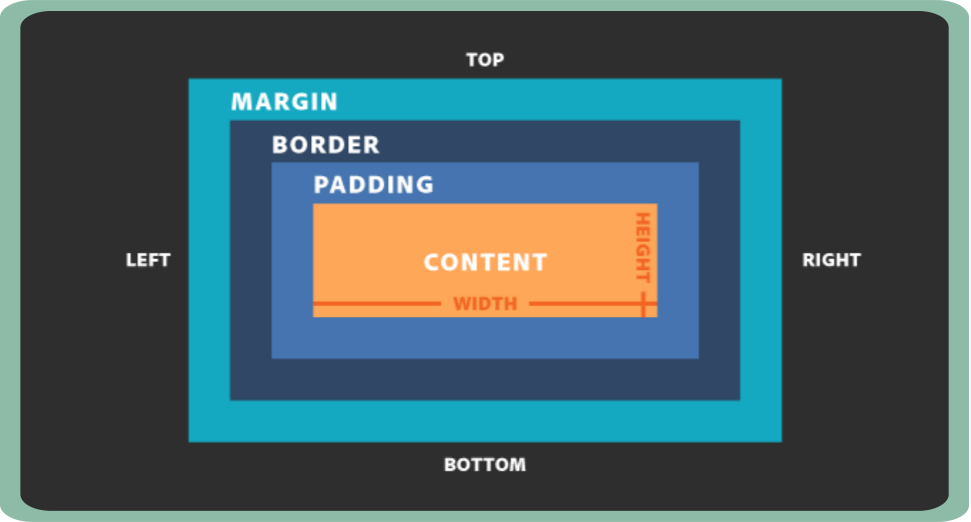 TOP
MARGIN
BORDER
PADDING
HEIGHT
LEFT
CONTENT
RIGHT
WIDTH
BOTTOM